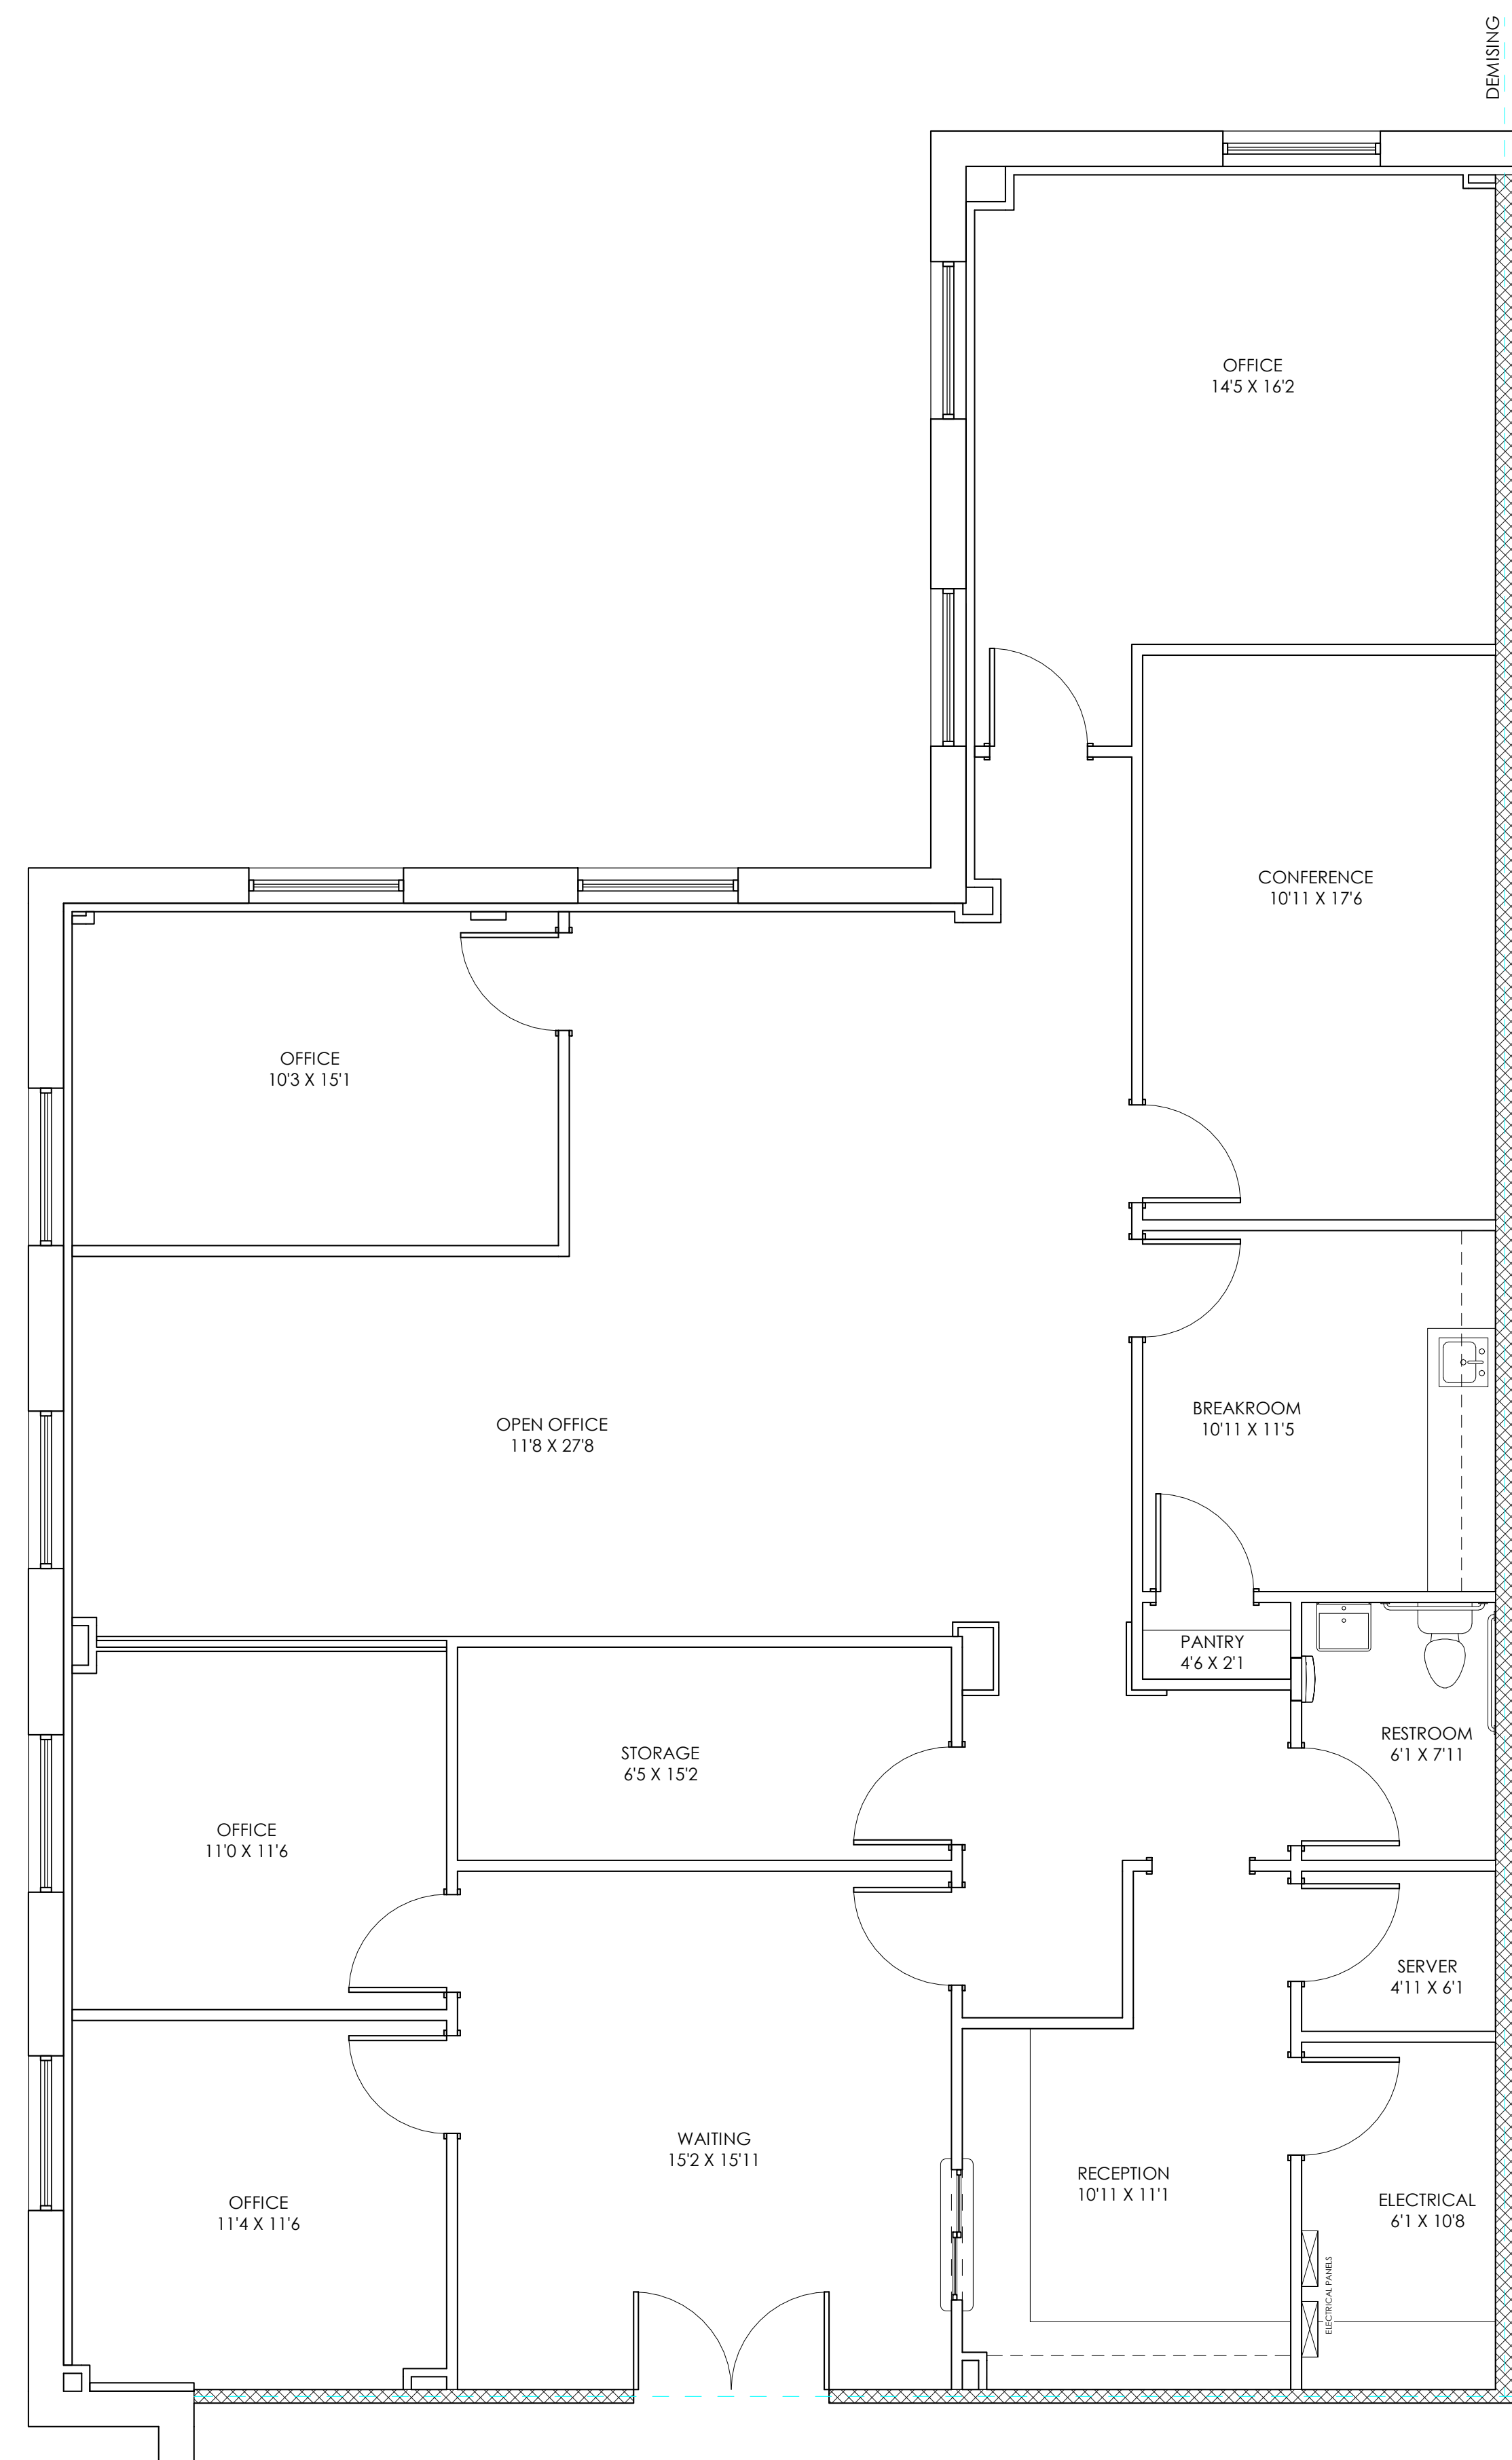 DEMISING
OFFICE
14'5 X 16'2
CONFERENCE
10'11 X 17'6
OFFICE
10'3 X 15'1
OPEN OFFICE
11'8 X 27'8
BREAKROOM
10'11 X 11'5
PANTRY
4'6 X 2'1
RESTROOM
6'1 X 7'11
STORAGE
6'5 X 15'2
OFFICE
11'0 X 11'6
SERVER
4'11 X 6'1
WAITING
15'2 X 15'11
RECEPTION
10'11 X 11'1
OFFICE
11'4 X 11'6
ELECTRICAL
6'1 X 10'8
ELECTRICAL PANELS